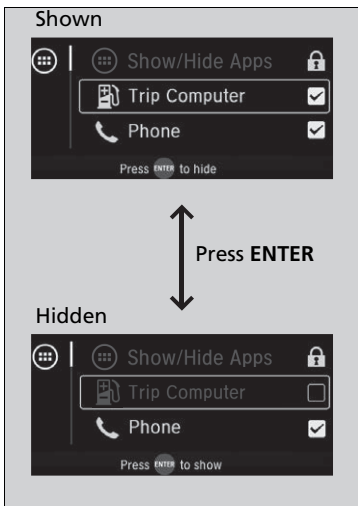 Shown
Show/Hide Apps
Trip Computer
Phone
Press ENTER to hide
Press ENTER
Hidden
Show/Hide Apps
Trip Computer
Phone
Press ENTER to show